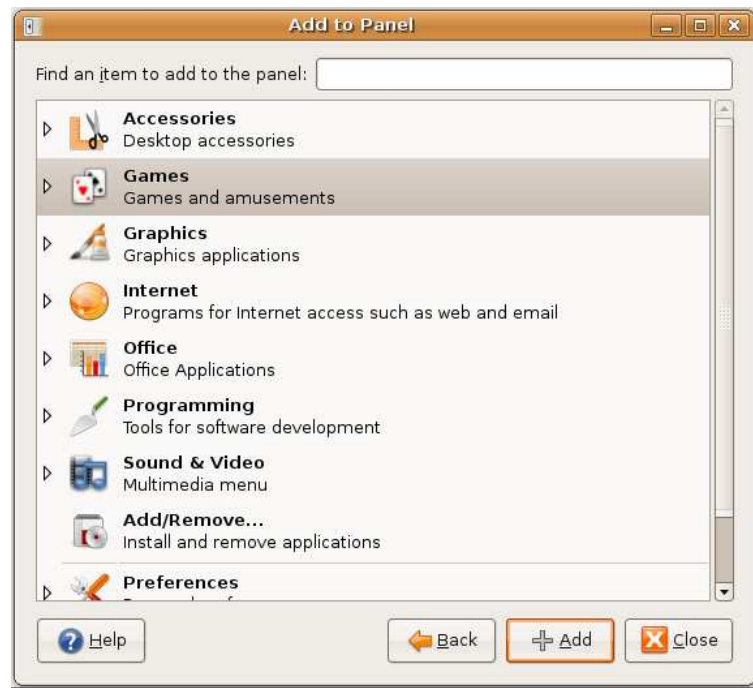 Add to Panel
Find an item to add to the panel:
Accessories
Desktop accessories
Games
Games and amusements
Graphics
Graphics applications
Internet
Programs for Internet access such as web and email
Office
Office Applications
Programming
Tools for software development
Sound & Video
Multimedia menu
Add/Remove...
Install and remove applications
Preferences
Help
Back
Add
Close